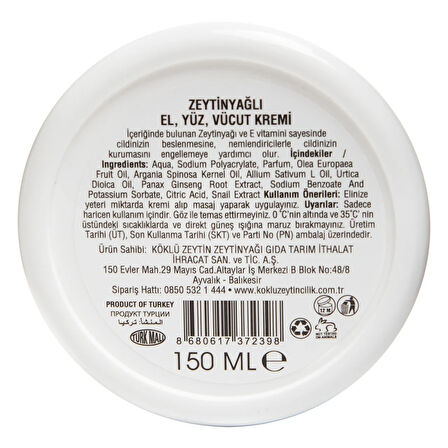 ZEYTİNYAĞLI
EL, YÜZ, VÜCUT KREMİ
İçeriğinde bulunan Zeytinyağı ve E vitamini sayesinde
cildinizin beslenmesine, nemlendiricilerle cildinizin
kurumasını engellemeye yardımcı olur. İçindekiler /
Ingredients: Aqua, Sodium Polyacrylate, Parfum, Olea Europaea
Fruit Oil, Argania Spinosa Kernel Oil, Allium Sativum L Oil, Urtica
Dioica Oil, Panax Ginseng Root Extract, Sodium Benzoate And
Potassium Sorbate, Citric Acid, Snail Extract Kullanım Önerileri: Elinize
yeteri miktarda kremi alıp masaj yaparak uygulayınız. Uyarılar: Sadece
haricen kullanım içindir. Göz ile temas ettirmeyiniz. 0 °C'nin altında ve 35°C' nin
üstündeki sıcaklıklarda ve direkt güneş ışığına maruz bırakmayınız. Üretim
Tarihi (ÜT), Son Kullanma Tarihi (SKT) ve Parti No (PN) ambalaj üzerindedir.
Ürün Sahibi: KÖKLÜ ZEYTİN ZEYTİNYAĞI GIDA TARIM İTHALAT
İHRACAT SAN. ve TİC. A.Ş.
150 Evler Mah.29 Mayıs Cad.Altaylar İş Merkezi B Blok No:48/8
Ayvalık - Balıkesir
Sipariş Hattı: 0850 532 1 444 · www.kokluzeytincilik.com.tr
PRODUCT OF TURKEY
ПРОДУКТ ТУРЦИИ
المنشأ: تركيا
TÜRK MALI
12 M
8 680617 372398
150 ML e